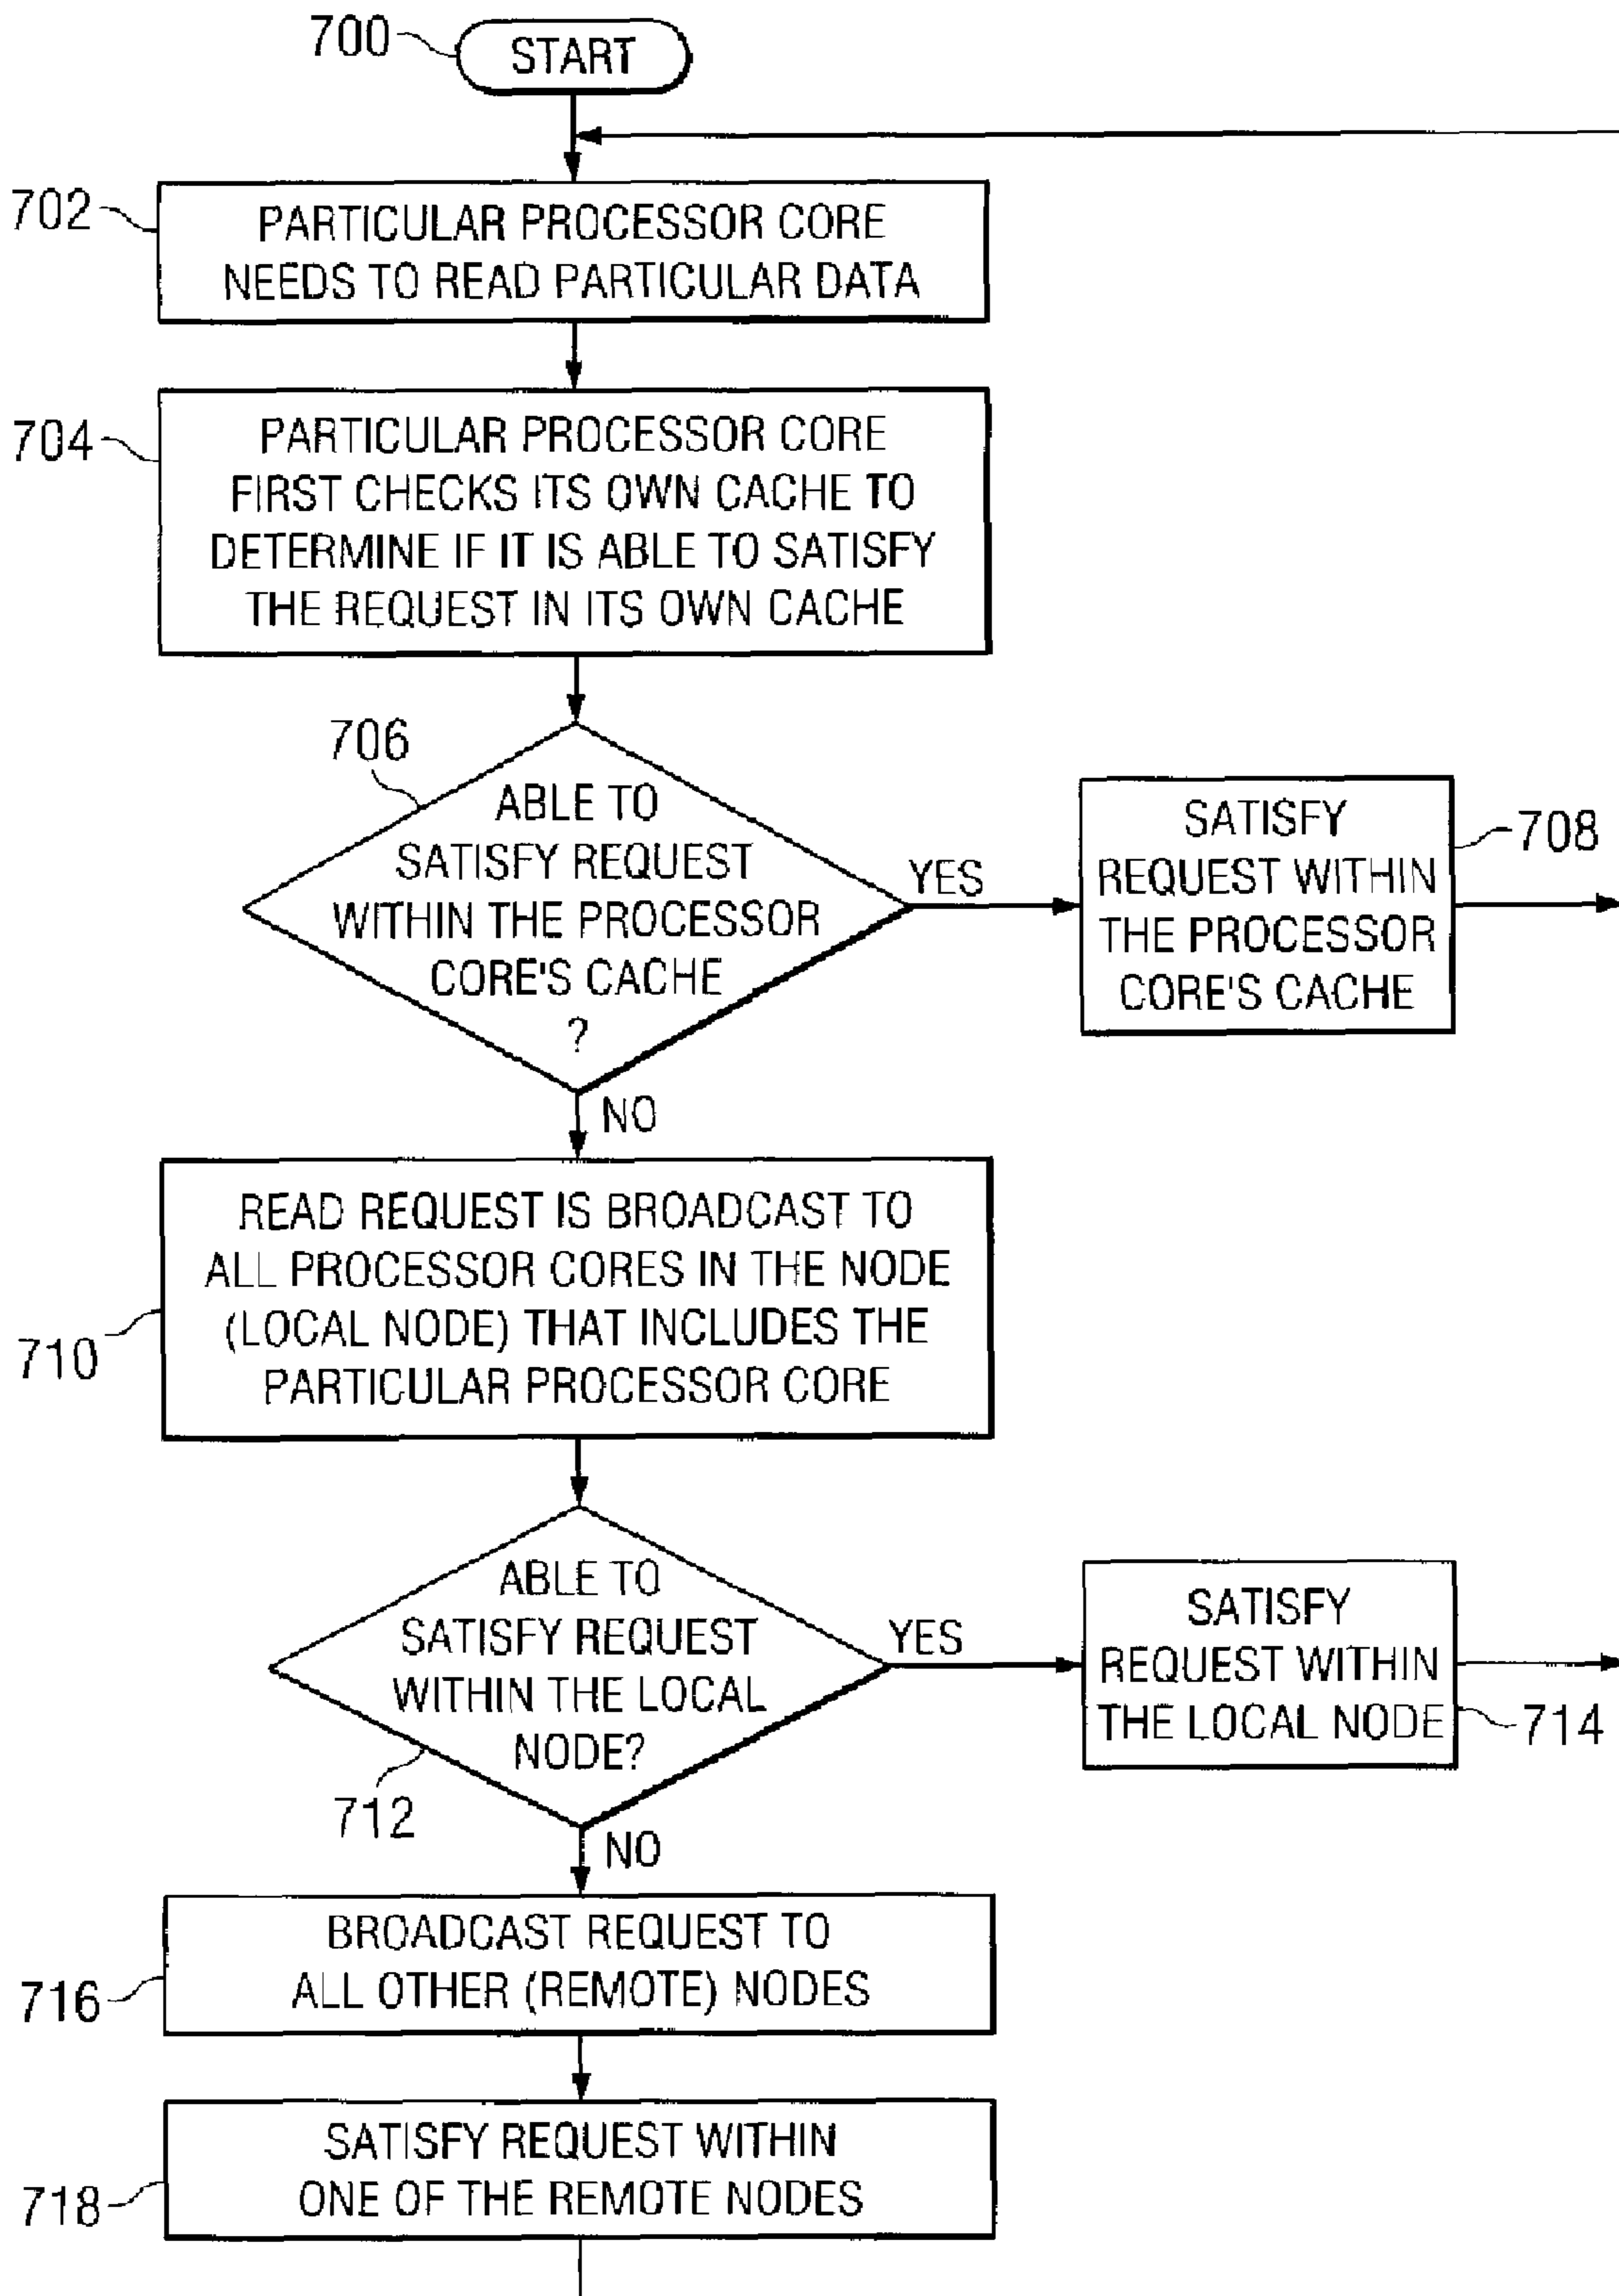 700
START
702
PARTICULAR PROCESSOR CORE
NEEDS TO READ PARTICULAR DATA
704
PARTICULAR PROCESSOR CORE
FIRST CHECKS ITS OWN CACHE TO
DETERMINE IF IT IS ABLE TO SATISFY
THE REQUEST IN ITS OWN CACHE
706
ABLE TO
SATISFY REQUEST
WITHIN THE PROCESSOR
CORE'S CACHE
?
YES
SATISFY
REQUEST WITHIN
THE PROCESSOR
CORE'S CACHE
708
NO
710
READ REQUEST IS BROADCAST TO
ALL PROCESSOR CORES IN THE NODE
(LOCAL NODE) THAT INCLUDES THE
PARTICULAR PROCESSOR CORE
712
ABLE TO
SATISFY REQUEST
WITHIN THE LOCAL
NODE?
YES
SATISFY
REQUEST WITHIN
THE LOCAL NODE
714
NO
716
BROADCAST REQUEST TO
ALL OTHER (REMOTE) NODES
718
SATISFY REQUEST WITHIN
ONE OF THE REMOTE NODES